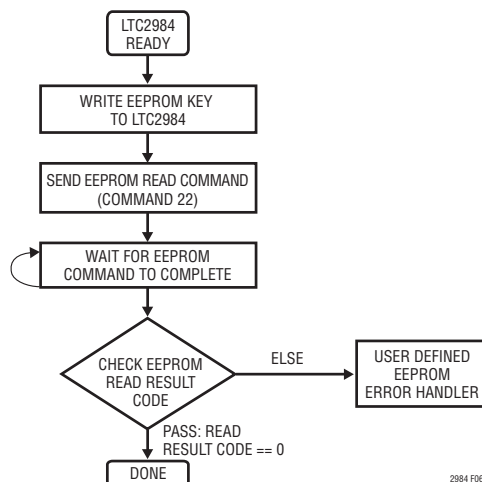 LTC2984
READY
WRITE EEPROM KEY
TO LTC2984
SEND EEPROM READ COMMAND
(COMMAND 22)
WAIT FOR EEPROM
COMMAND TO COMPLETE
CHECK EEPROM
READ RESULT
CODE
ELSE
USER DEFINED
EEPROM
ERROR HANDLER
PASS: READ
RESULT CODE == 0
DONE
2984 F06